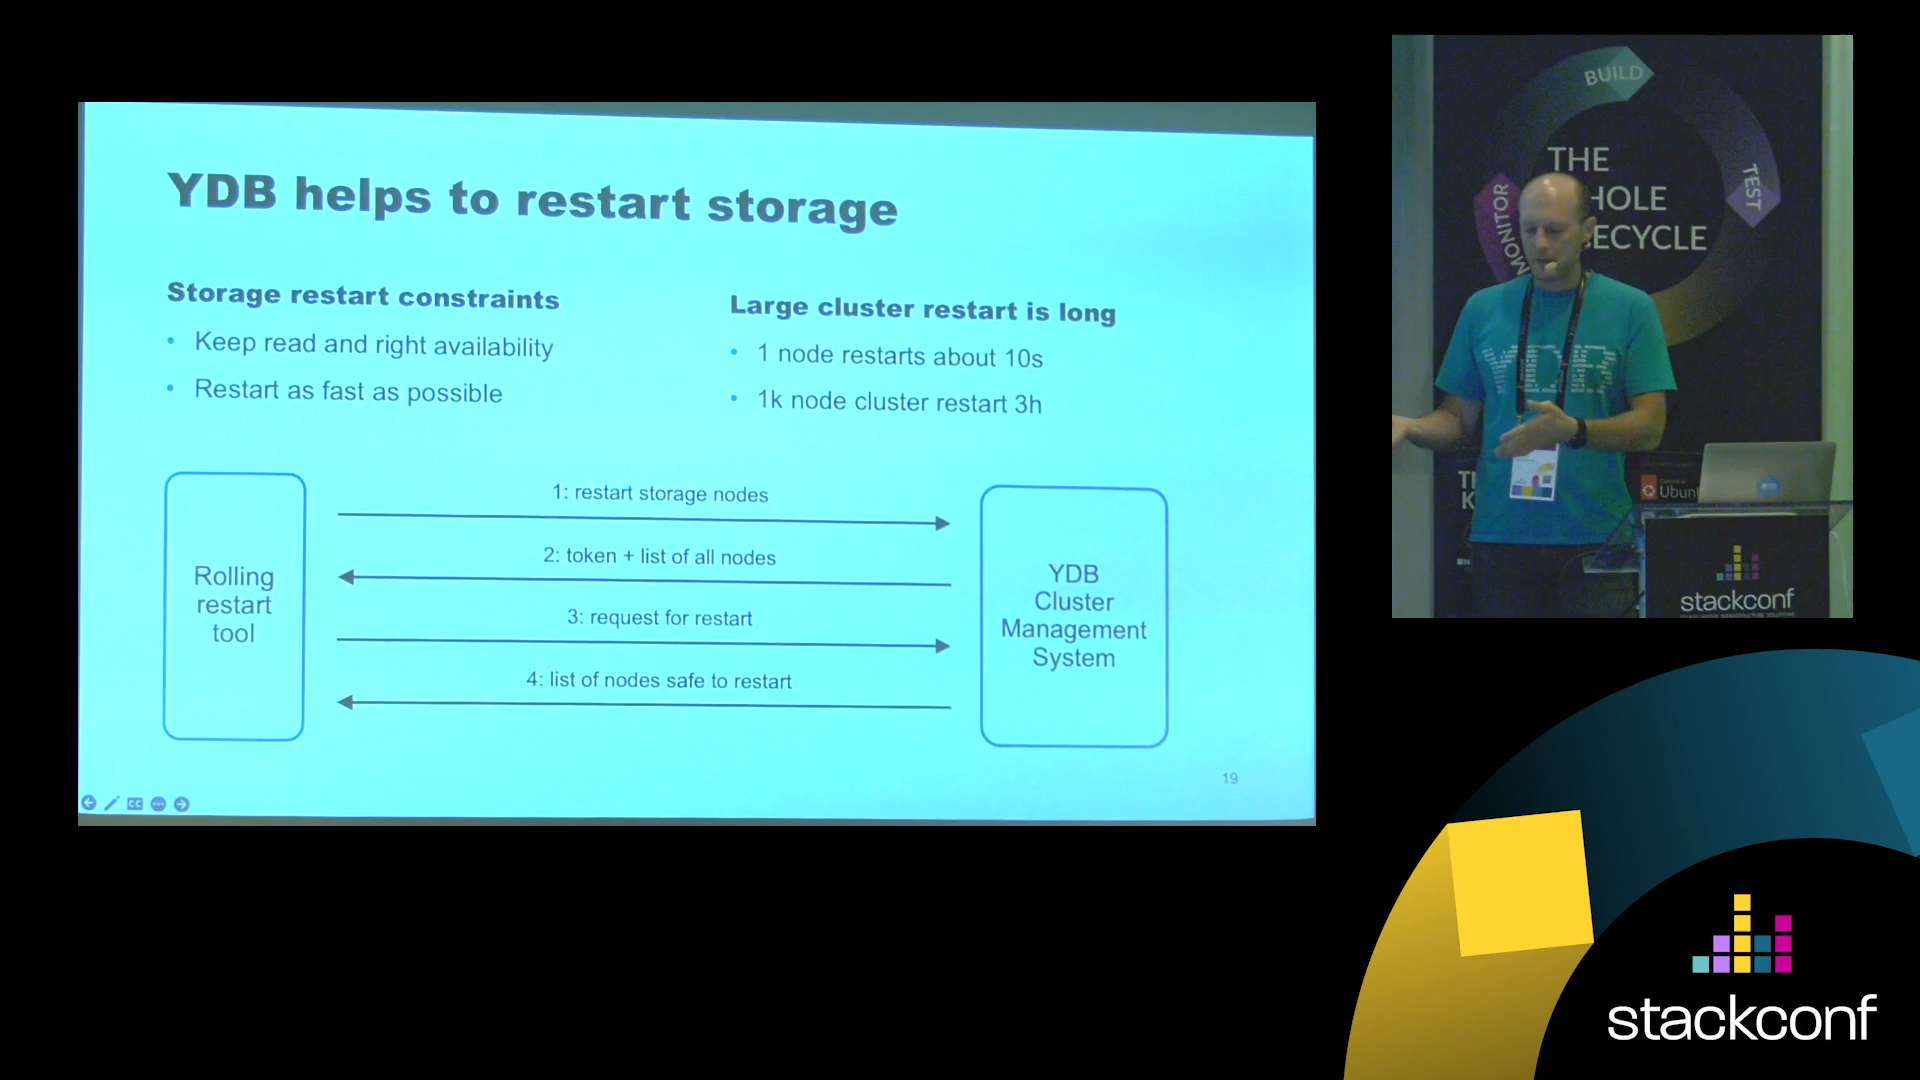 YDB helps to restart storage
Storage restart constraints
• Keep read and right availability
• Restart as fast as possible
Large cluster restart is long
• 1 node restarts about 10s
• 1k node cluster restart 3h
Rolling
restart
tool
1: restart storage nodes
2: token + list of all nodes
3: request for restart
4: list of nodes safe to restart
YDB
Cluster
Management
System
19
CC
BUILD
TEST
MONITOR
THE
HOLE
ECYCLE
YDB
Ubun
stackconf
stackconf